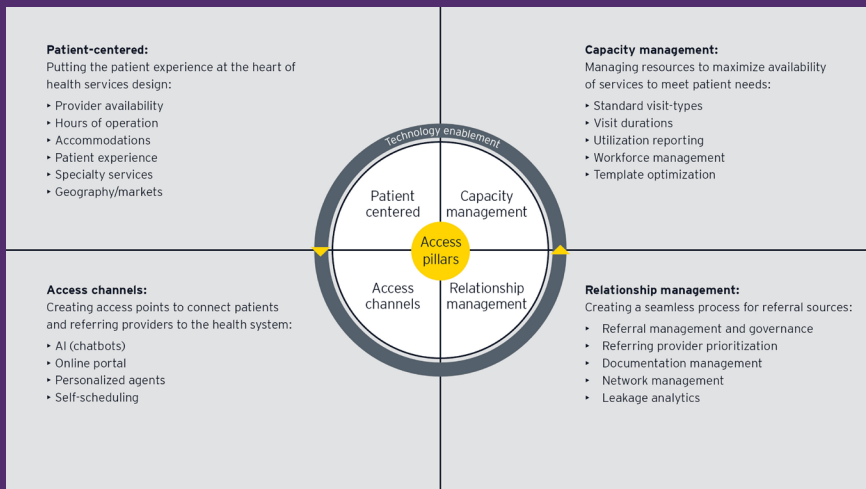 Patient-centered:
Putting the patient experience at the heart of
health services design:
‣ Provider availability
‣ Hours of operation
‣ Accommodations
‣ Patient experience
‣ Specialty services
‣ Geography/markets
Capacity management:
Managing resources to maximize availability
of services to meet patient needs:
‣ Standard visit-types
‣ Visit durations
‣ Utilization reporting
‣ Workforce management
‣ Template optimization
Technology enablement
Patient
centered
Capacity
management
Access
pillars
Access
channels
Relationship
management
Access channels:
Creating access points to connect patients
and referring providers to the health system:
‣ AI (chatbots)
‣ Online portal
‣ Personalized agents
‣ Self-scheduling
Relationship management:
Creating a seamless process for referral sources:
‣ Referral management and governance
‣ Referring provider prioritization
‣ Documentation management
‣ Network management
‣ Leakage analytics